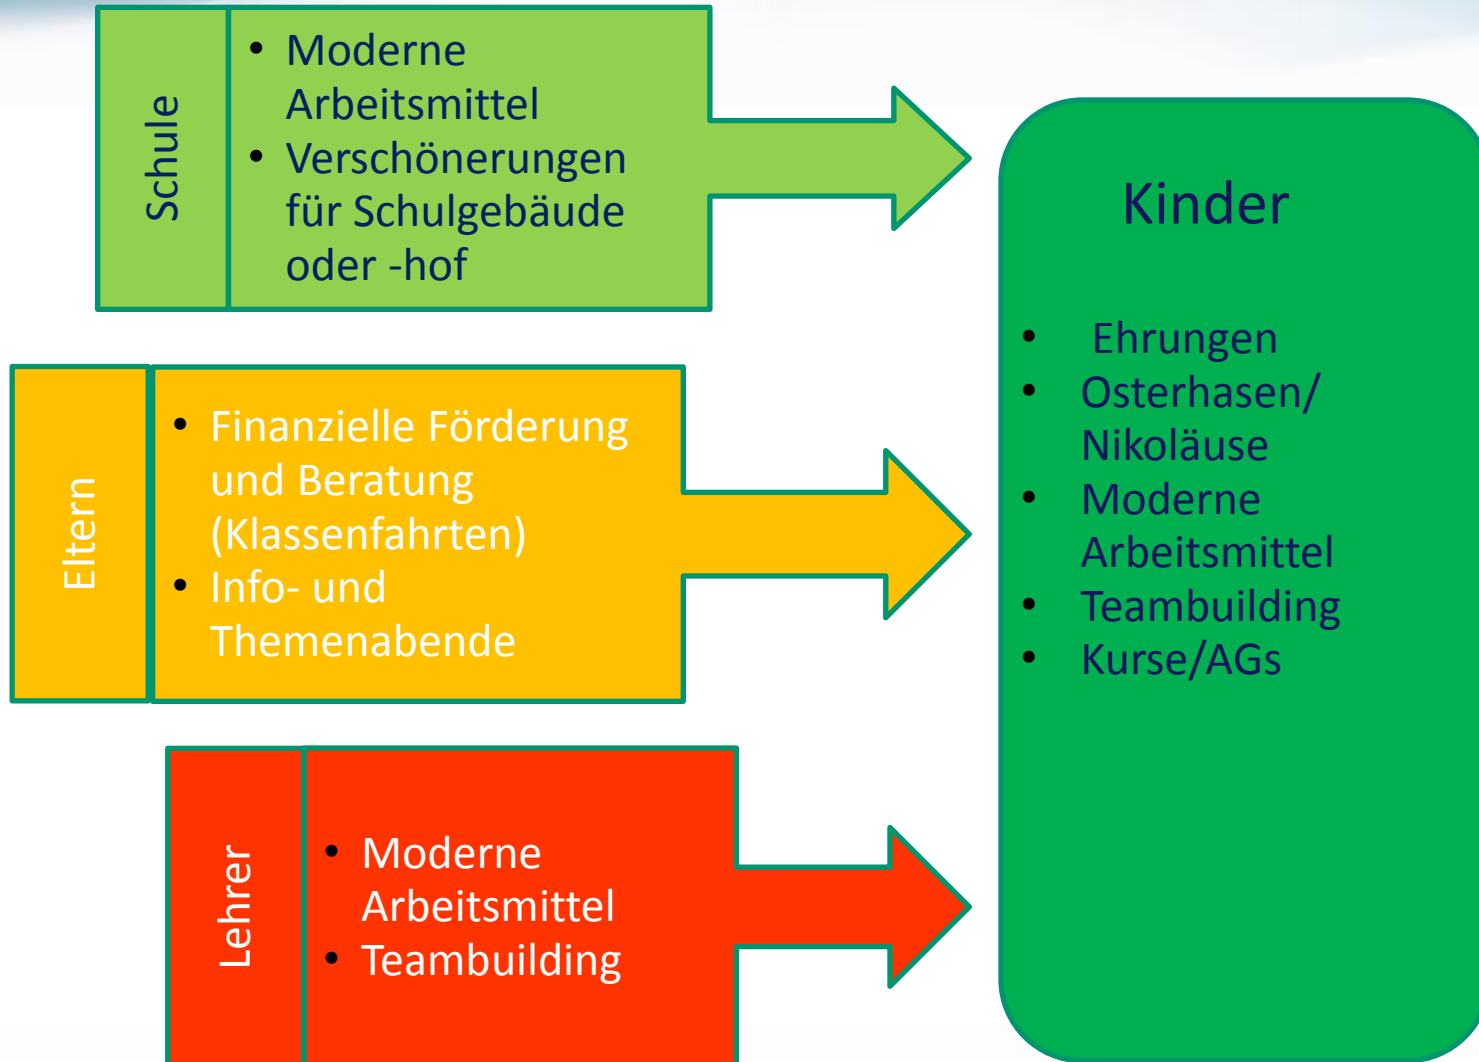 Schule
• Moderne
Arbeitsmittel
• Verschönerungen
für Schulgebäude
oder -hof
Eltern
• Finanzielle Förderung
und Beratung
(Klassenfahrten)
• Info- und
Themenabende
Lehrer
• Moderne
Arbeitsmittel
• Teambuilding
Kinder
• Ehrungen
• Osterhasen/
Nikoläuse
• Moderne
Arbeitsmittel
• Teambuilding
• Kurse/AGs